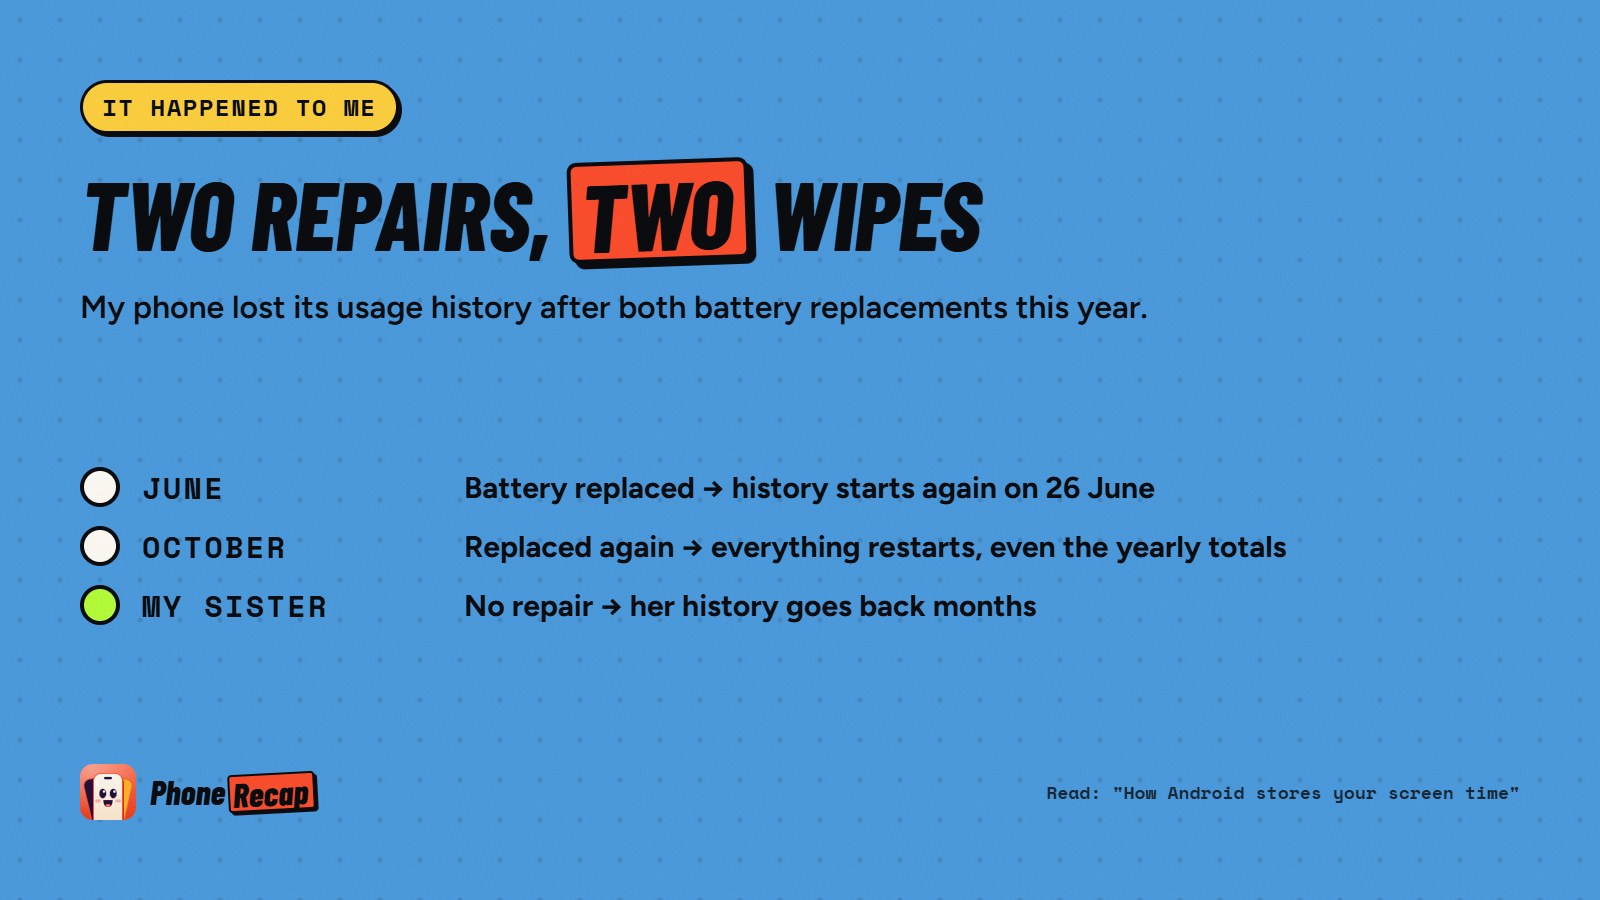 IT HAPPENED TO ME
TWO REPAIRS, TWO WIPES
My phone lost its usage history after both battery replacements this year.
JUNE Battery replaced → history starts again on 26 June
OCTOBER Replaced again → everything restarts, even the yearly totals
MY SISTER No repair → her history goes back months
Phone Recap
Read: "How Android stores your screen time"